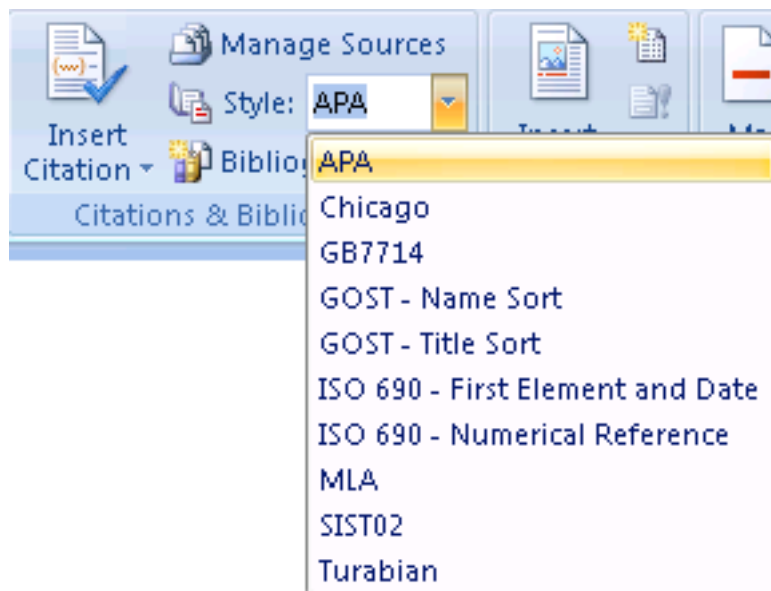 Manage Sources
Style: APA
Insert
Citation
APA
Chicago
GB7714
GOST - Name Sort
GOST - Title Sort
ISO 690 - First Element and Date
ISO 690 - Numerical Reference
MLA
SIST02
Turabian
Citations &